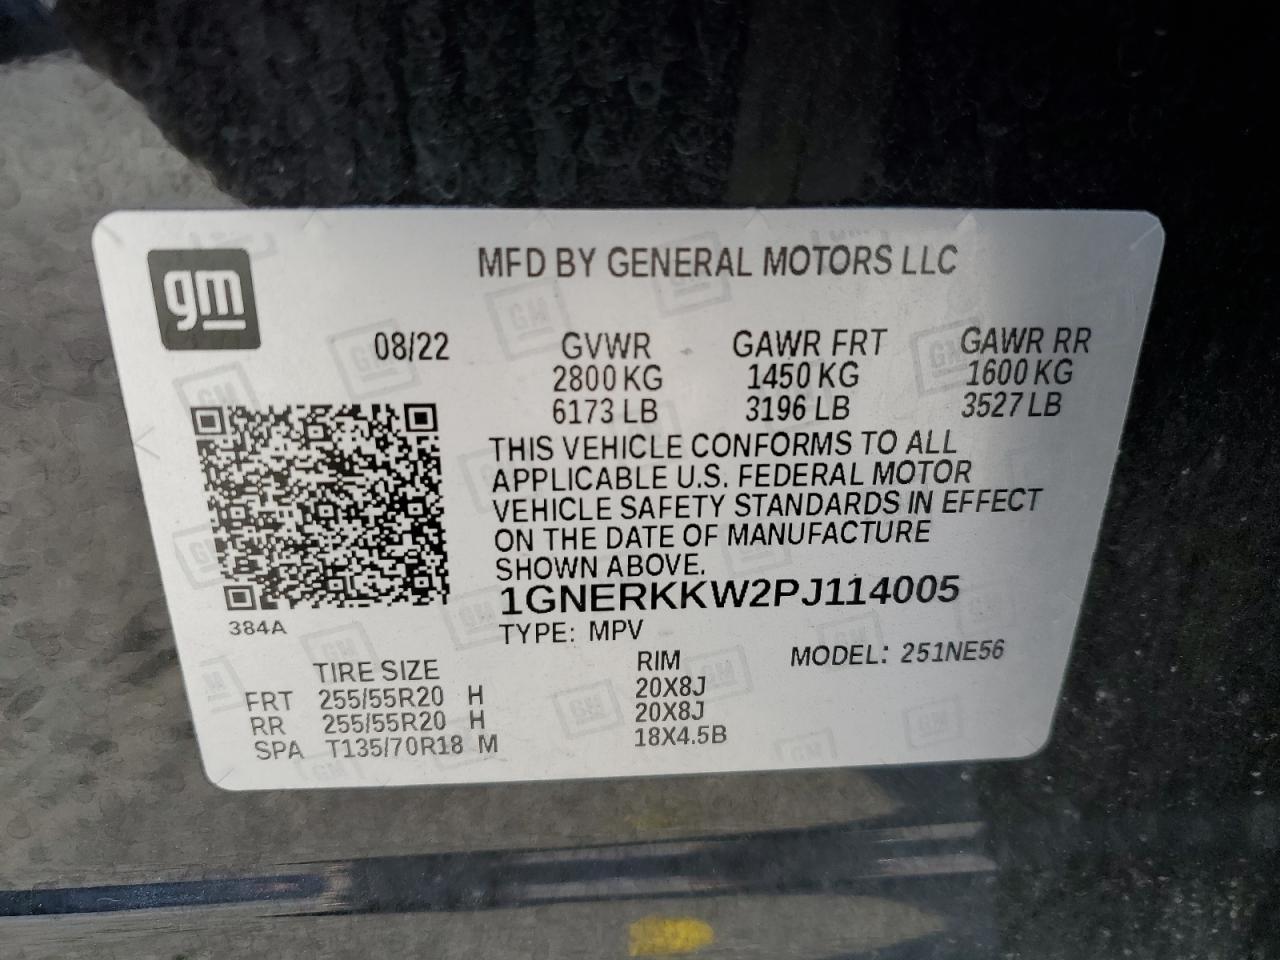 gm
MFD BY GENERAL MOTORS LLC
08/22 GVWR GAWR FRT GAWR RR
2800 KG 1450 KG 1600 KG
6173 LB 3196 LB 3527 LB
THIS VEHICLE CONFORMS TO ALL
APPLICABLE U.S. FEDERAL MOTOR
VEHICLE SAFETY STANDARDS IN EFFECT
ON THE DATE OF MANUFACTURE
SHOWN ABOVE.
1GNERKKW2PJ114005
384A
TYPE: MPV
MODEL: 251NE56
TIRE SIZE RIM
FRT 255/55R20 H 20X8J
RR 255/55R20 H 20X8J
SPA T135/70R18 M 18X4.5B